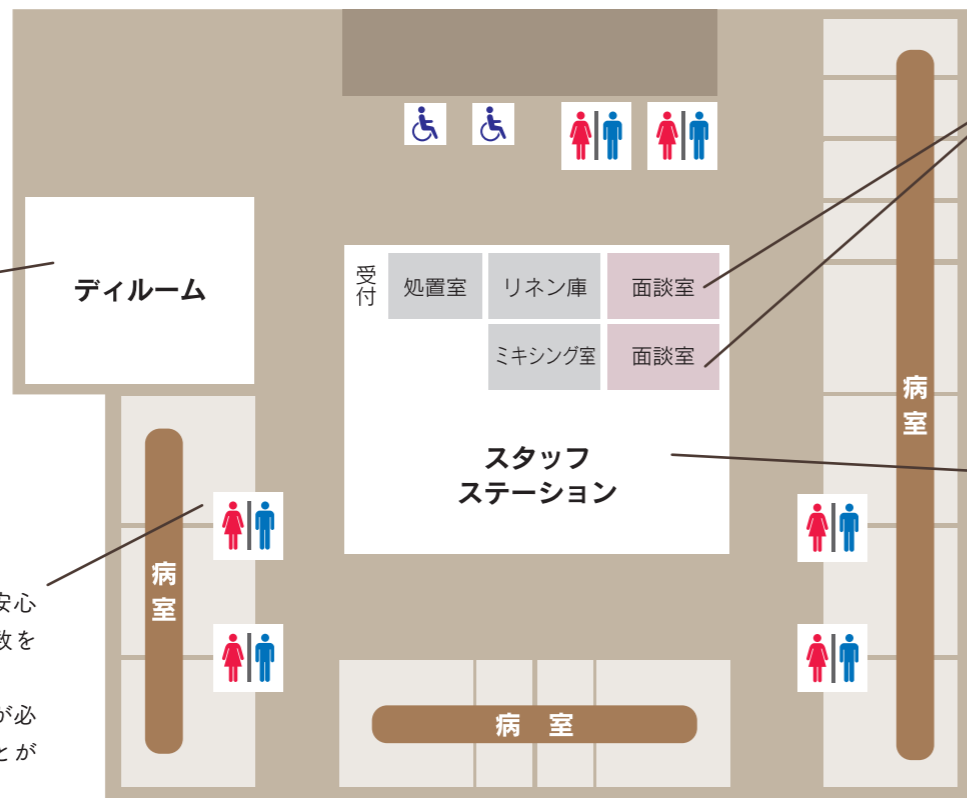 ディルーム
受付
処置室
リネン庫
面談室
ミキシング室
面談室
スタッフ
ステーション
病室
病室
病室
安心
数を
が必
とが